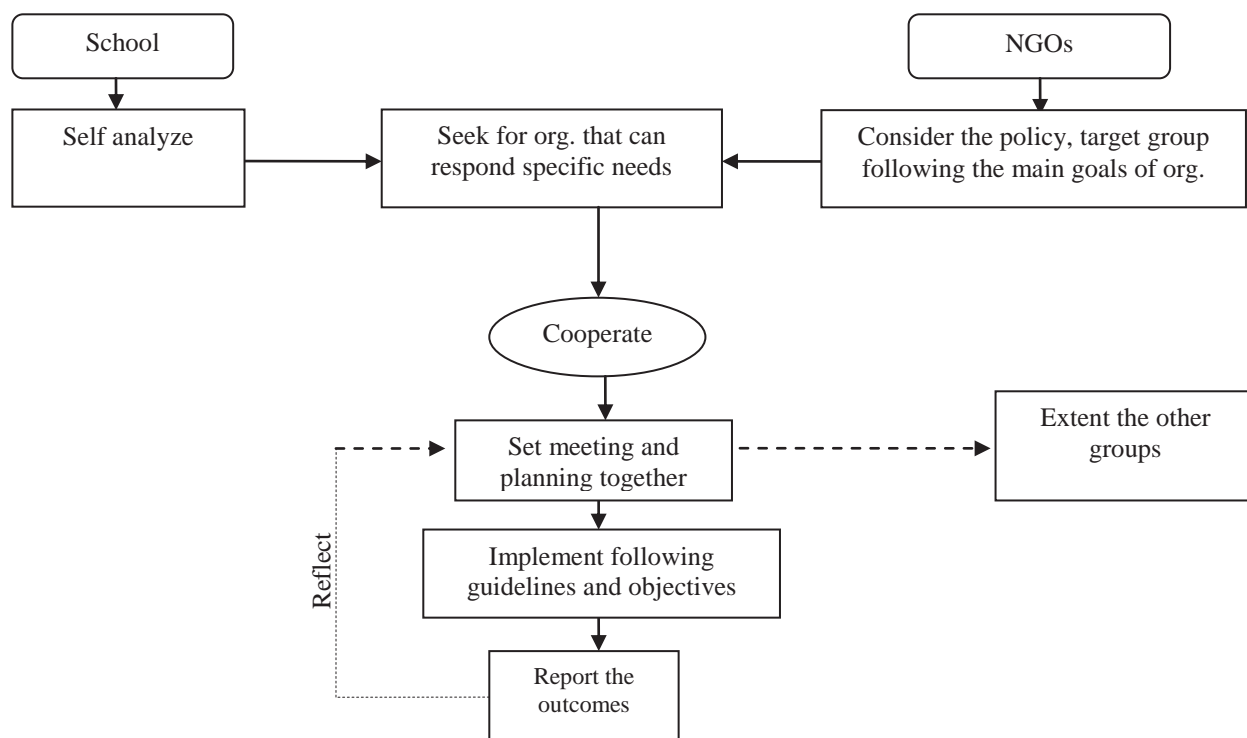 School
NGOs
Self analyze
Seek for org. that can
respond specific needs
Consider the policy, target group
following the main goals of org.
Cooperate
Set meeting and
planning together
Extent the other
groups
Reflect
Implement following
guidelines and objectives
Report the
outcomes